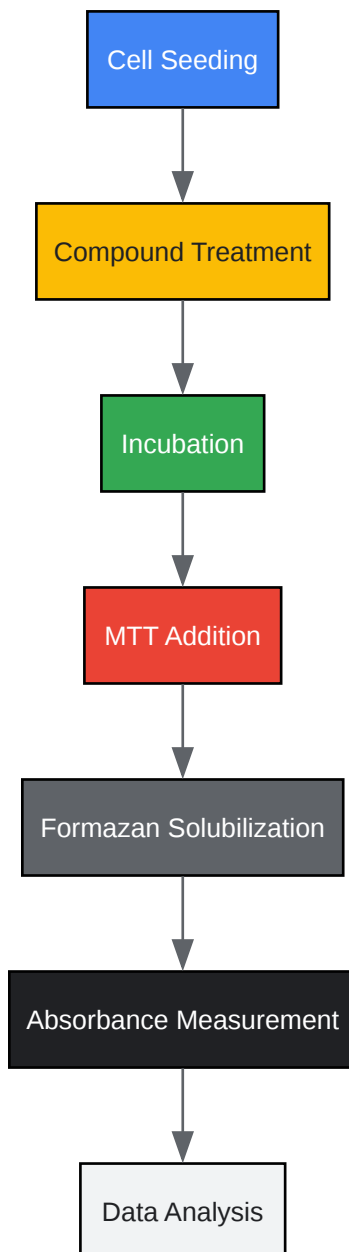 Cell Seeding
Compound Treatment
Incubation
MTT Addition
Formazan Solubilization
Absorbance Measurement
Data Analysis